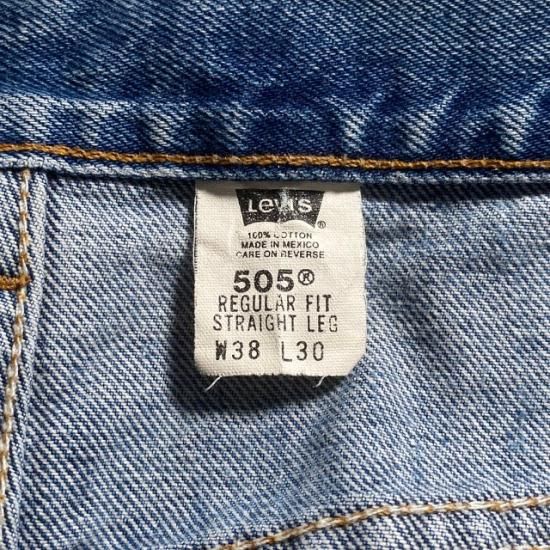 Levi's
®
100% COTTON
MADE IN MEXICO
CARE ON REVERSE
505®
REGULAR FIT
STRAIGHT LEG
W38 L30